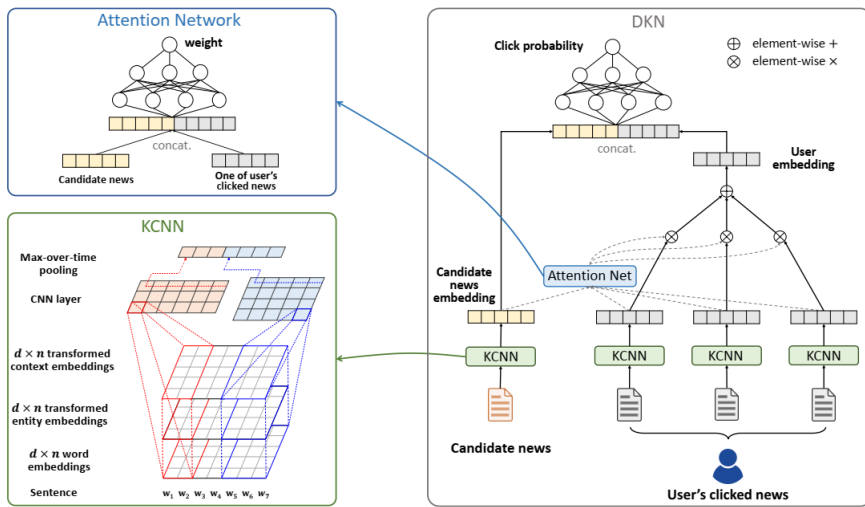 Attention Network
weight
concat.
Candidate news
One of user's
clicked news
KCNN
Max-over-time
pooling
CNN layer
d × n transformed
context embeddings
d × n transformed
entity embeddings
d × n word
embeddings
Sentence
w₁ w₂ w₃ w₄ w₅ w₆ w₇
DKN
Click probability
⊕ element-wise +
⊗ element-wise ×
concat.
User
embedding
Candidate
news
embedding
Attention Net
KCNN KCNN KCNN KCNN
Candidate news
User's clicked news